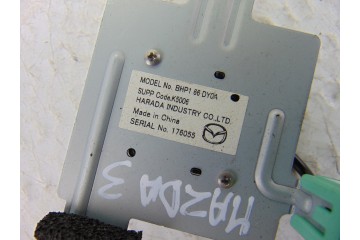 MODEL No. BHP1 66 DY0A
SUPP Code.K5006
HARADA INDUSTRY CO.,LTD.
Made in China
SERIAL No. 176055
MAZDA 3